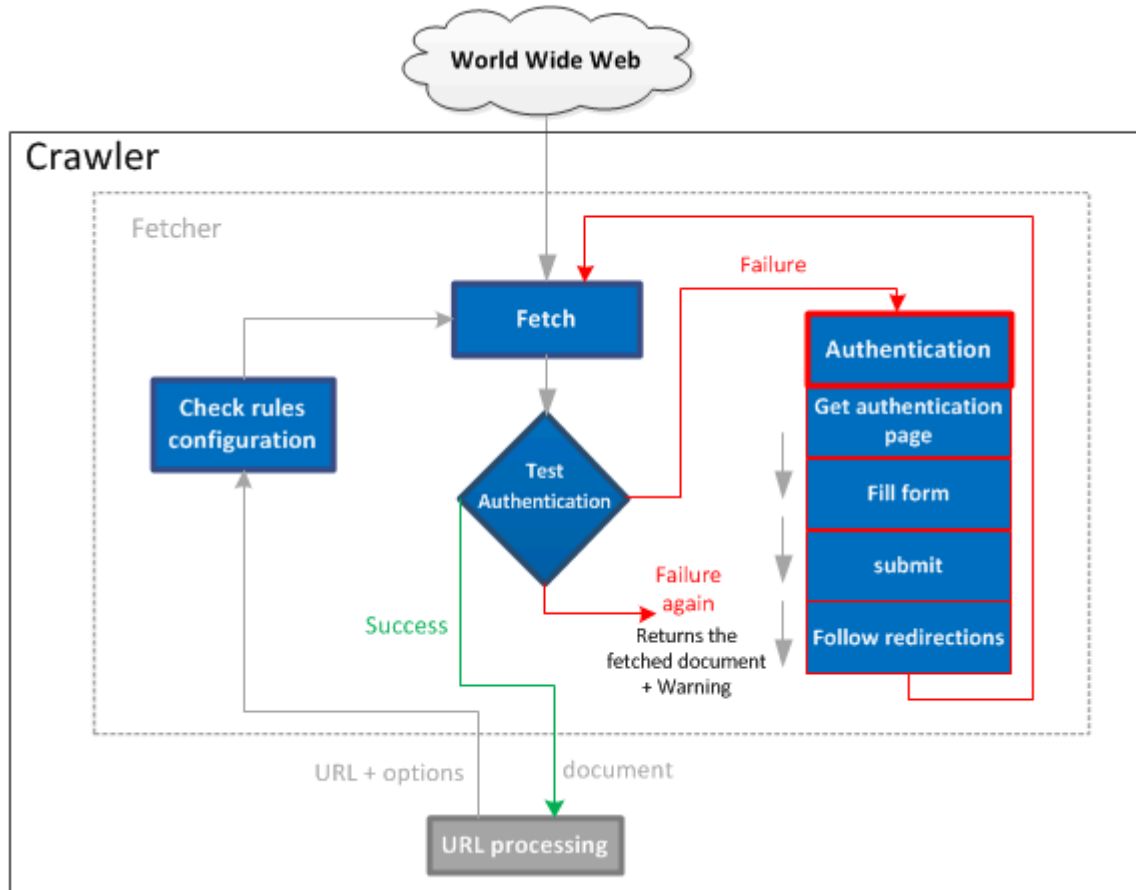 World Wide Web
Crawler
Fetcher
Failure
Fetch
Authentication
Check rules
configuration
Get authentication
page
Test
Authentication
Fill form
submit
Failure
again
Success
Returns the
fetched document
+ Warning
Follow redirections
URL + options
document
URL processing